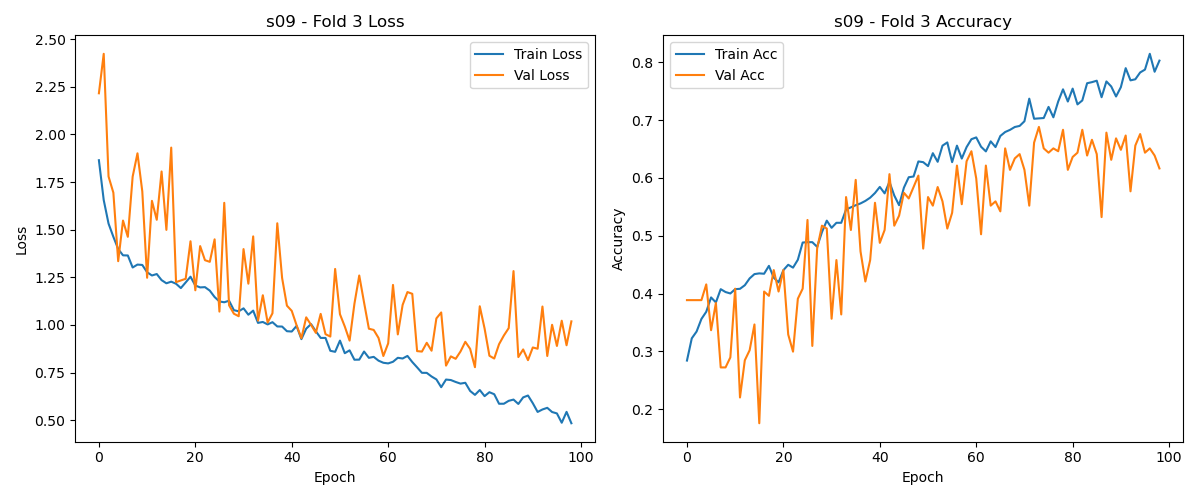 s09 - Fold 3 Loss
Train Loss
Val Loss
2.50
2.25
2.00
1.75
1.50
1.25
1.00
0.75
0.50
Loss
0 20 40 60 80 100
Epoch
s09 - Fold 3 Accuracy
Train Acc
Val Acc
0.8
0.7
0.6
0.5
0.4
0.3
0.2
Accuracy
0 20 40 60 80 100
Epoch